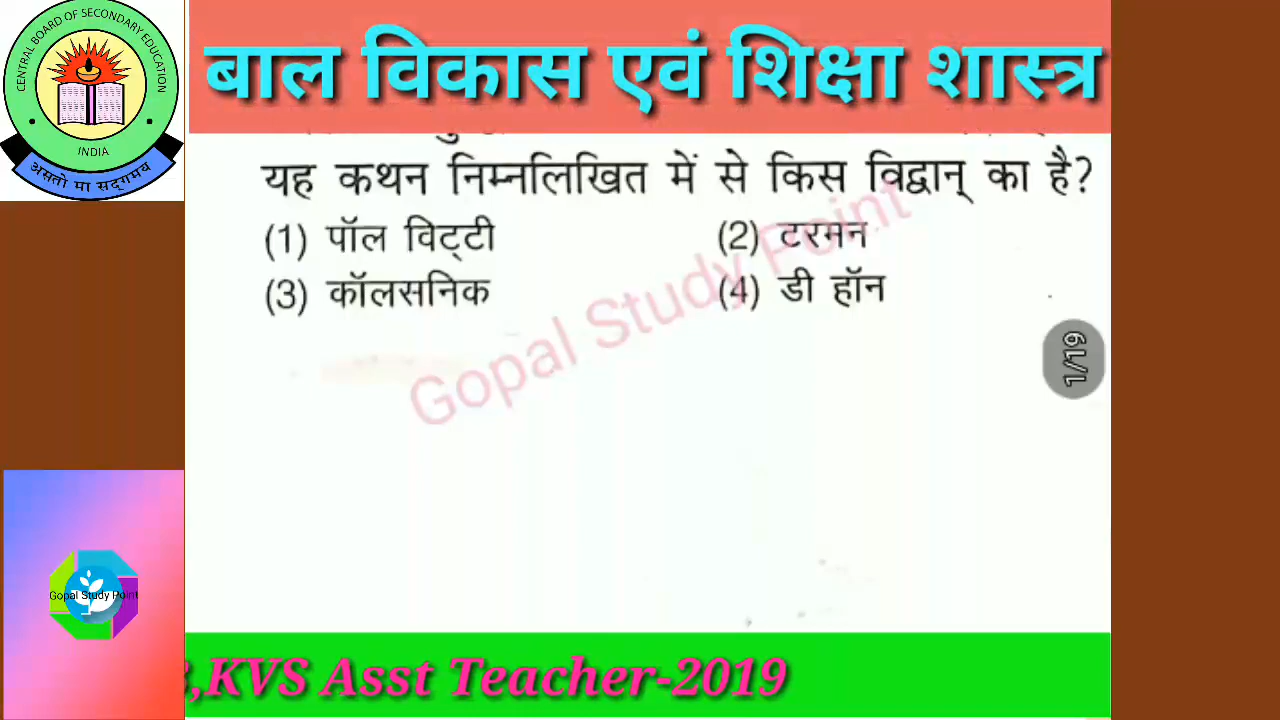 CENTRAL BOARD OF SECONDARY EDUCATION
INDIA
असतो मा सद्गमय
बाल विकास एवं शिक्षा शास्त्र
यह कथन निम्नलिखित में से किस विद्वान् का है?
(1) पॉल विट्टी (2) टरमन
(3) कॉलसनिक (4) डी हॉन
Gopal Study Point
1/19
Gopal Study Point
,KVS Asst Teacher-2019